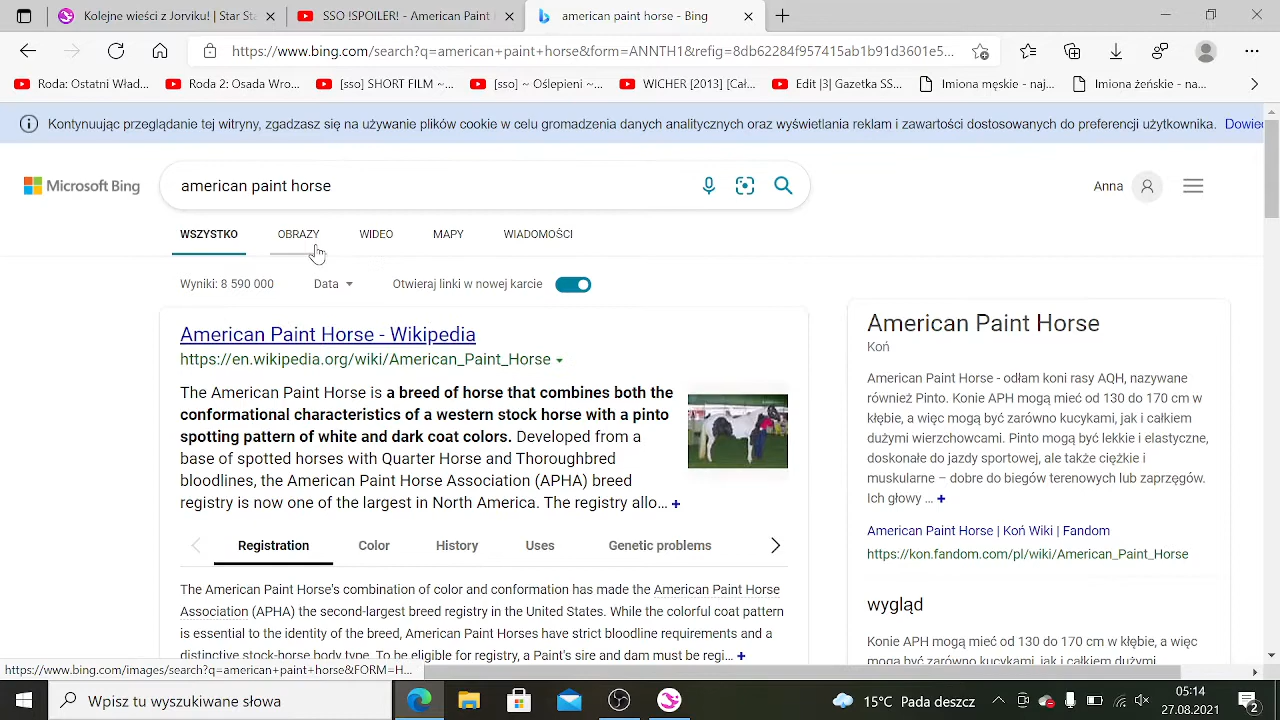 Kolejne wieści z Jorviku! | Star St
SSO !SPOILER! - American Paint
american paint horse - Bing
https://www.bing.com/search?q=american+paint+horse&form=ANNTH1&refig=8db62284f957415ab1b91d3601e5...
Roda: Ostatni Wład...
Roda 2: Osada Wro...
[sso] SHORT FILM ~...
[sso] ~ Oślepieni ~...
WICHER [2013] [Cał...
Edit |3| Gazetka SS...
Imiona męskie - naj...
Imiona żeńskie - na...
Kontynuując przeglądanie tej witryny, zgadzasz się na używanie plików cookie w celu gromadzenia danych analitycznych oraz wyświetlania reklam i zawartości dostosowanych do preferencji użytkownika. Dowied
Microsoft Bing
american paint horse
Anna
WSZYSTKO
OBRAZY
WIDEO
MAPY
WIADOMOŚCI
Wyniki: 8 590 000
Data
Otwieraj linki w nowej karcie
American Paint Horse - Wikipedia
https://en.wikipedia.org/wiki/American_Paint_Horse
The American Paint Horse is a breed of horse that combines both the
conformational characteristics of a western stock horse with a pinto
spotting pattern of white and dark coat colors. Developed from a
base of spotted horses with Quarter Horse and Thoroughbred
bloodlines, the American Paint Horse Association (APHA) breed
registry is now one of the largest in North America. The registry allo... +
Registration
Color
History
Uses
Genetic problems
The American Paint Horse's combination of color and conformation has made the American Paint Horse
Association (APHA) the second-largest breed registry in the United States. While the colorful coat pattern
is essential to the identity of the breed, American Paint Horses have strict bloodline requirements and a
distinctive stock-horse body type. To be eligible for registry, a Paint's sire and dam must be regi... +
American Paint Horse
Koń
American Paint Horse - odłam koni rasy AQH, nazywane
również Pinto. Konie APH mogą mieć od 130 do 170 cm w
kłębie, a więc mogą być zarówno kucykami, jak i całkiem
dużymi wierzchowcami. Pinto mogą być lekkie i elastyczne,
doskonałe do jazdy sportowej, ale także ciężkie i
muskularne – dobre do biegów terenowych lub zaprzęgów.
Ich głowy ... +
American Paint Horse | Koń Wiki | Fandom
https://kon.fandom.com/pl/wiki/American_Paint_Horse
wygląd
Konie APH mogą mieć od 130 do 170 cm w kłębie, a więc
mogą być zarówno kucykami, jak i całkiem dużymi
https://www.bing.com/images/search?q=american+paint+horse&FORM=H...
Wpisz tu wyszukiwane słowa
15°C Pada deszcz
05:14
27.08.2021
2